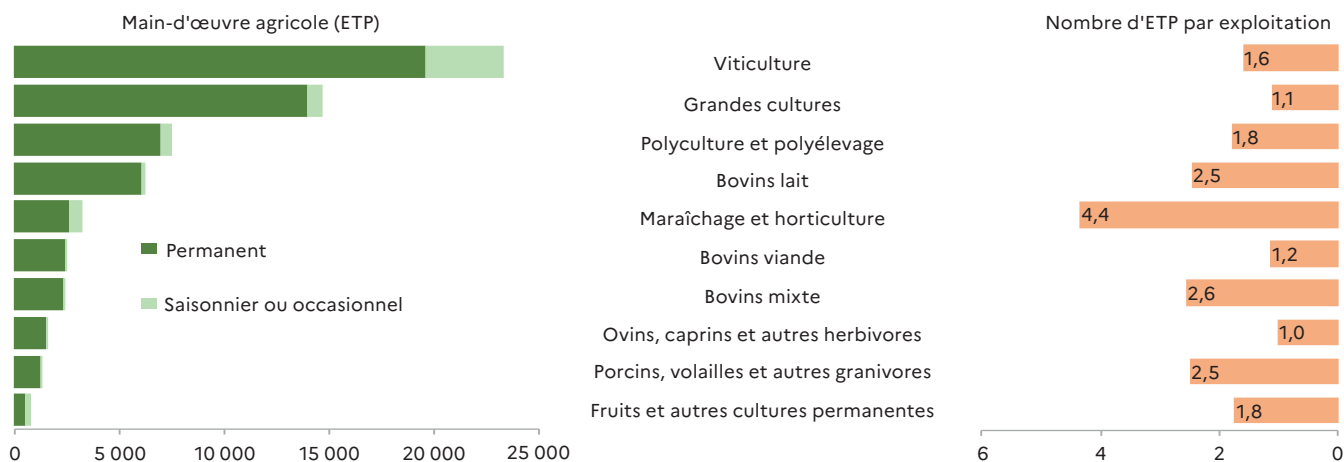 Main-d'œuvre agricole (ETP)
Nombre d'ETP par exploitation
Viticulture
1,6
Grandes cultures
1,1
Polyculture et polyélevage
1,8
Bovins lait
2,5
Maraîchage et horticulture
4,4
Permanent
Bovins viande
1,2
Saisonnier ou occasionnel
Bovins mixte
2,6
Ovins, caprins et autres herbivores
1,0
Porcins, volailles et autres granivores
2,5
Fruits et autres cultures permanentes
1,8
0 5 000 10 000 15 000 20 000 25 000
6 4 2 0